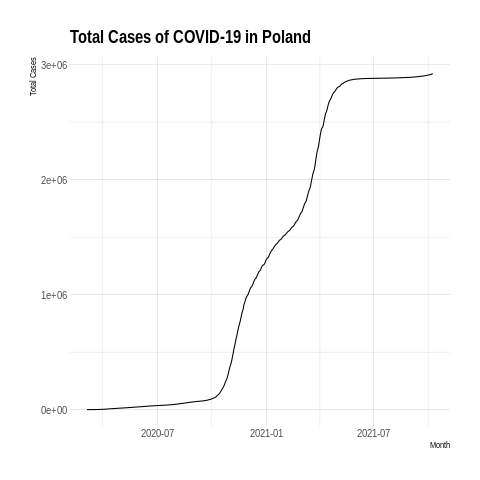 Total Cases of COVID-19 in Poland
Total Cases
3e+06
2e+06
1e+06
0e+00
2020-07 2021-01 2021-07
Month